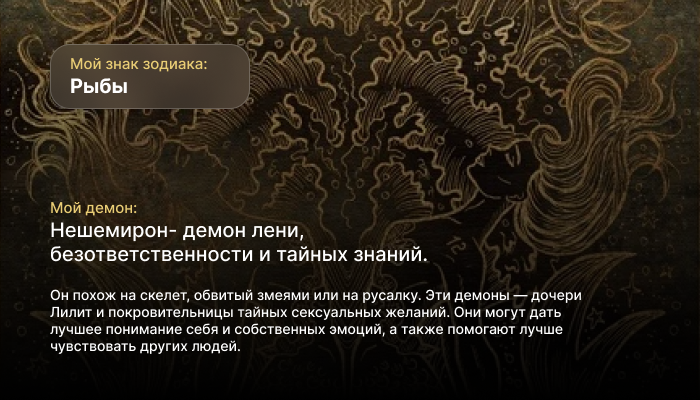 Мой знак зодиака:
Рыбы
Мой демон:
Нешемирон- демон лени,
безответственности и тайных знаний.
Он похож на скелет, обвитый змеями или на русалку. Эти демоны — дочери
Лилит и покровительницы тайных сексуальных желаний. Они могут дать
лучшее понимание себя и собственных эмоций, а также помогают лучше
чувствовать других людей.